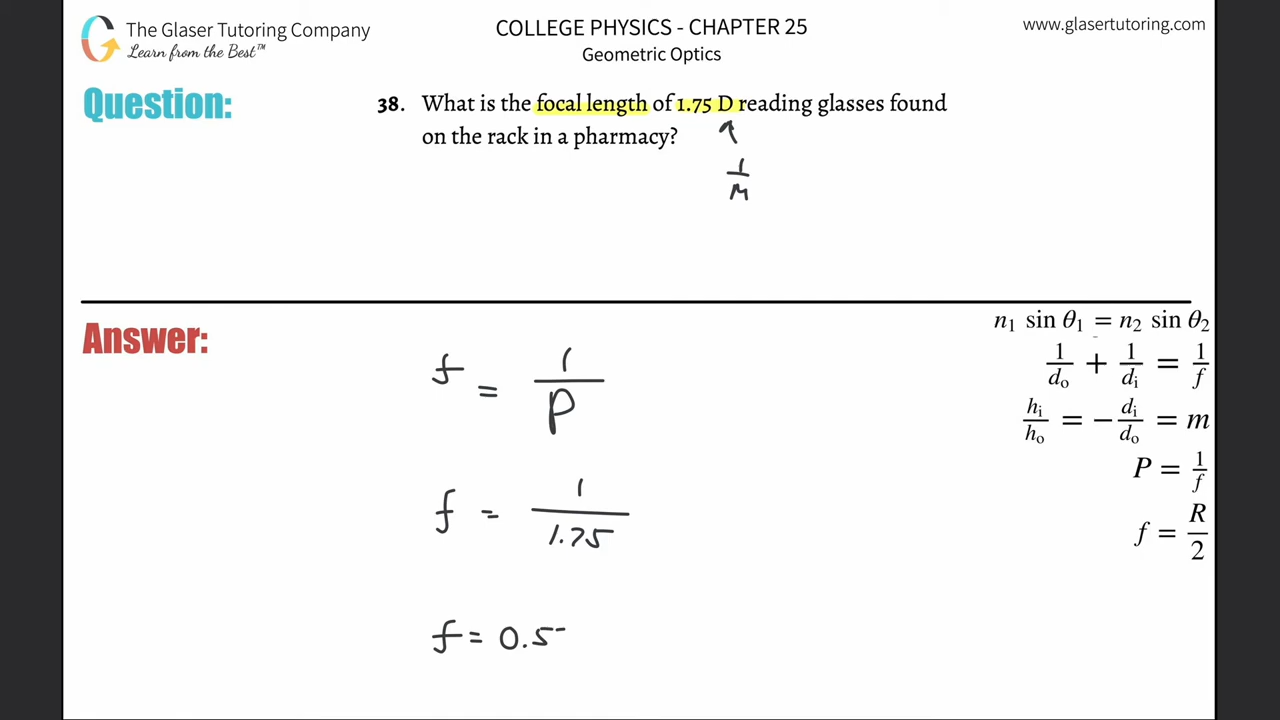 The Glaser Tutoring Company
Learn from the Best™
COLLEGE PHYSICS - CHAPTER 25
Geometric Optics
www.glasertutoring.com
Question:
38. What is the focal length of 1.75 D reading glasses found
on the rack in a pharmacy?
1/m
Answer:
f = 1/P
f = 1/1.75
f = 0.5
n₁ sin θ₁ = n₂ sin θ₂
1/dₒ + 1/dᵢ = 1/f
hᵢ/hₒ = −dᵢ/dₒ = m
P = 1/f
f = R/2